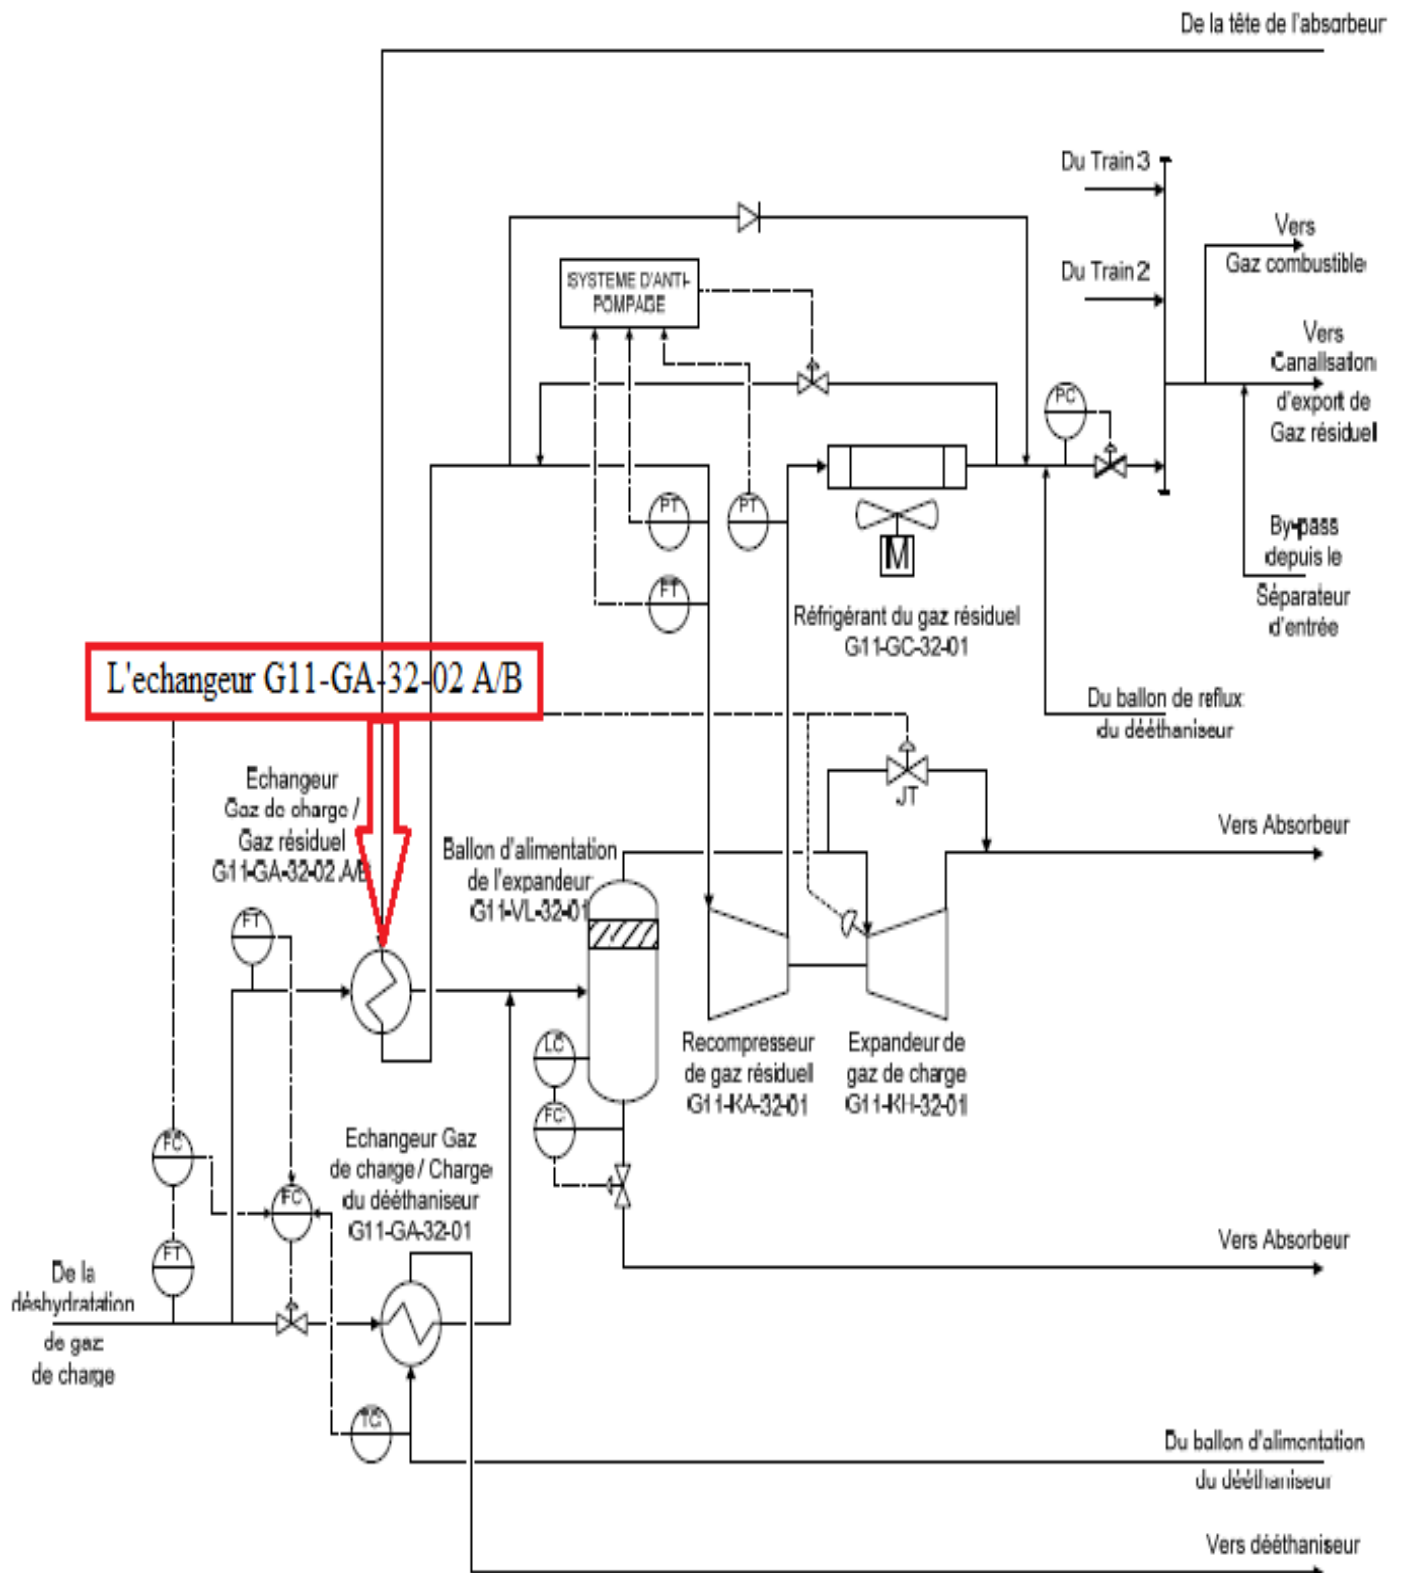 De la tête de l'absorbeur
Du Train 3
Vers
Gaz combustible
Du Train 2
SYSTEME D'ANTI-
POMPAGE
Vers
Canalisation
d'export de
Gaz résiduel
PC
PT
PT
FT
M
By-pass
depuis le
Séparateur
d'entrée
Réfrigérant du gaz résiduel
G11-GC-32-01
L'echangeur G11-GA-32-02 A/B
Du ballon de reflux
du dééthaniseur
JT
Echangeur
Gaz de charge /
Gaz résiduel
G11-GA-32-02 A/B
Ballon d'alimentation
de l'expandeur
G11-VL-32-01
Vers Absorbeur
FT
LC
FC
Recompresseur
de gaz résiduel
G11-KA-32-01
Expandeur de
gaz de charge
G11-KH-32-01
FC
FC
FT
Echangeur Gaz
de charge / Charge
du dééthaniseur
G11-GA-32-01
Vers Absorbeur
De la
déshydratation
de gaz
de charge
TC
Du ballon d'alimentation
du dééthaniseur
Vers dééthaniseur